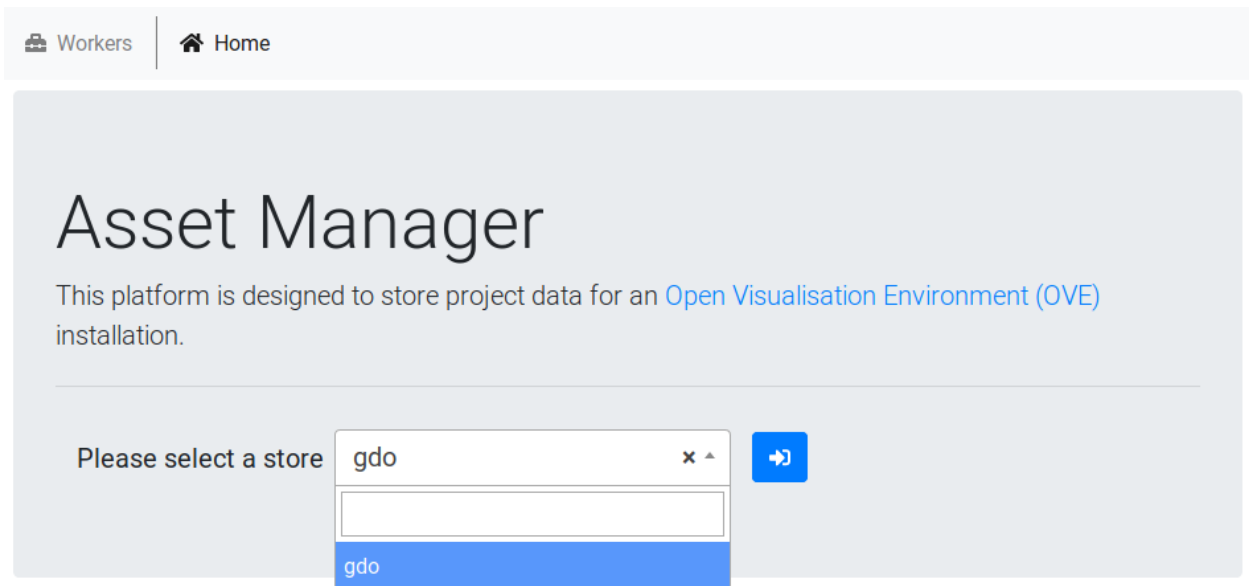 Workers Home
Asset Manager
This platform is designed to store project data for an Open Visualisation Environment (OVE)
installation.
Please select a store gdo
gdo